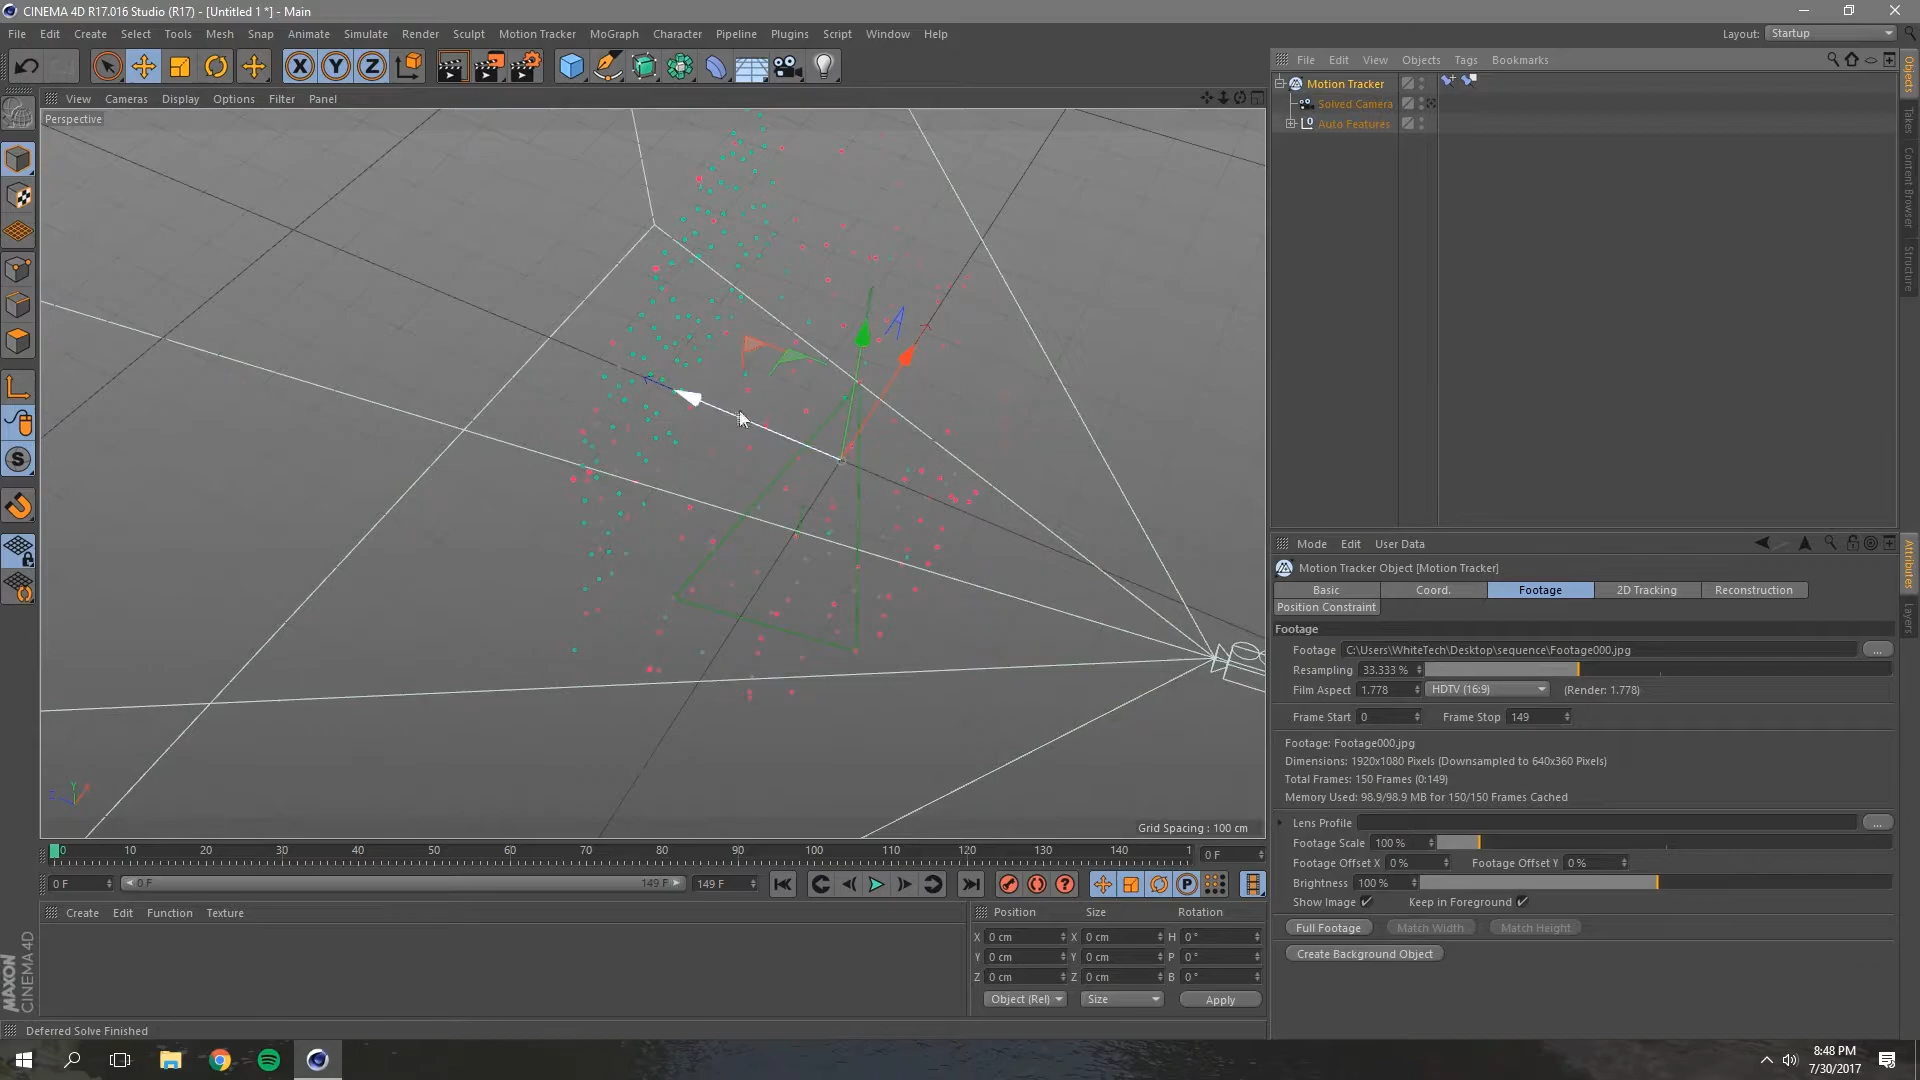 CINEMA 4D R17.016 Studio (R17) - [Untitled 1 *] - Main
File Edit Create Select Tools Mesh Snap Animate Simulate Render Sculpt Motion Tracker MoGraph Character Pipeline Plugins Script Window Help
Layout: Startup
X Y Z
File Edit View Objects Tags Bookmarks
View Cameras Display Options Filter Panel
Perspective
Motion Tracker
Solved Camera
Auto Features
Objects
Takes
Content Browser
Structure
Attributes
Layers
Mode Edit User Data
Motion Tracker Object [Motion Tracker]
Basic Coord. Footage 2D Tracking Reconstruction
Position Constraint
Footage
Footage C:\Users\WhiteTech\Desktop\sequence\Footage000.jpg ...
Resampling 33.333 %
Film Aspect 1.778 HDTV (16:9) (Render: 1.778)
Frame Start 0 Frame Stop 149
Footage: Footage000.jpg
Dimensions: 1920x1080 Pixels (Downsampled to 640x360 Pixels)
Total Frames: 150 Frames (0:149)
Memory Used: 98.9/98.9 MB for 150/150 Frames Cached
Lens Profile ...
Footage Scale 100 %
Footage Offset X 0 % Footage Offset Y 0 %
Brightness 100 %
Show Image Keep in Foreground
Full Footage Match Width Match Height
Create Background Object
Grid Spacing : 100 cm
0 10 20 30 40 50 60 70 80 90 100 110 120 130 140 1 0 F
0 F 0 F 149 F 149 F
Create Edit Function Texture
Position Size Rotation
X 0 cm X 0 cm H 0 °
Y 0 cm Y 0 cm P 0 °
Z 0 cm Z 0 cm B 0 °
Object (Rel) Size Apply
MAXON
CINEMA 4D
Deferred Solve Finished
8:48 PM
7/30/2017